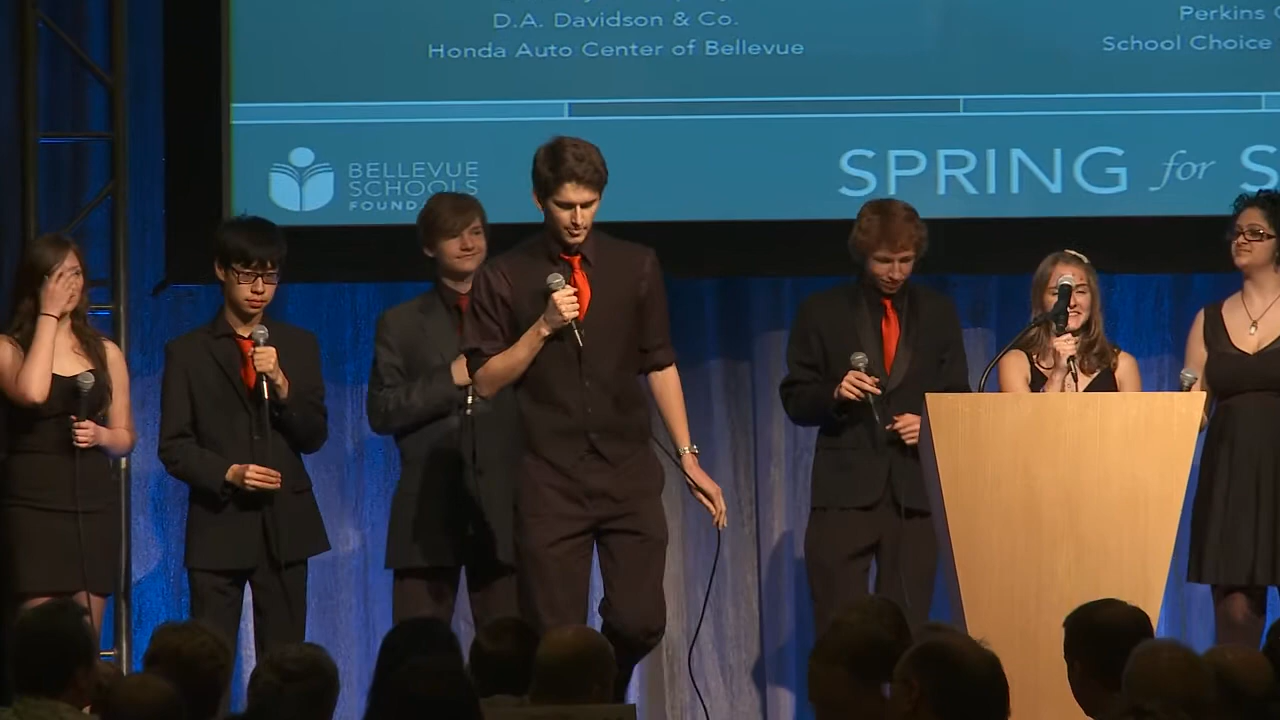 D.A. Davidson & Co.
Honda Auto Center of Bellevue
Perkins
School Choice
BELLEVUE
SCHOOLS
SPRING for